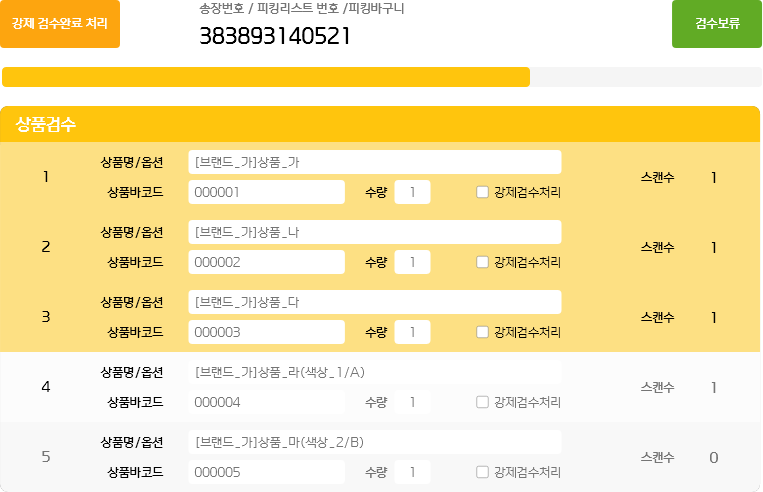 강제 검수완료 처리
송장번호 / 피킹리스트 번호 /피킹바구니
383893140521
검수보류
상품검수
1 상품명/옵션 [브랜드_가]상품_가 스캔수 1
상품바코드 000001 수량 1 강제검수처리
2 상품명/옵션 [브랜드_가]상품_나 스캔수 1
상품바코드 000002 수량 1 강제검수처리
3 상품명/옵션 [브랜드_가]상품_다 스캔수 1
상품바코드 000003 수량 1 강제검수처리
4 상품명/옵션 [브랜드_가]상품_라(색상_1/A) 스캔수 1
상품바코드 000004 수량 1 강제검수처리
5 상품명/옵션 [브랜드_가]상품_마(색상_2/B) 스캔수 0
상품바코드 000005 수량 1 강제검수처리